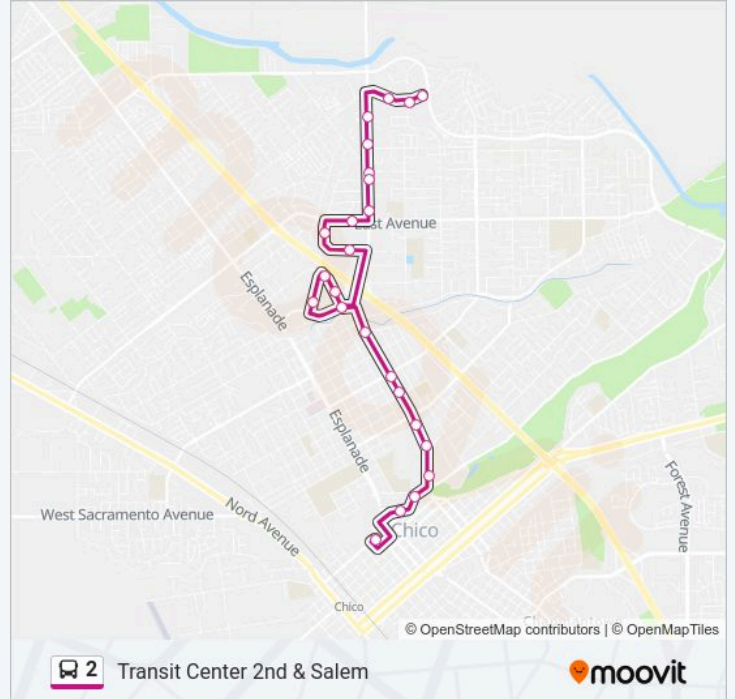 East Avenue
Esplanade
Esplanade
West Sacramento Avenue
Nord Avenue
Forest Avenue
Chico
Chico
© OpenStreetMap contributors | © OpenMapTiles
2 Transit Center 2nd & Salem
moovit